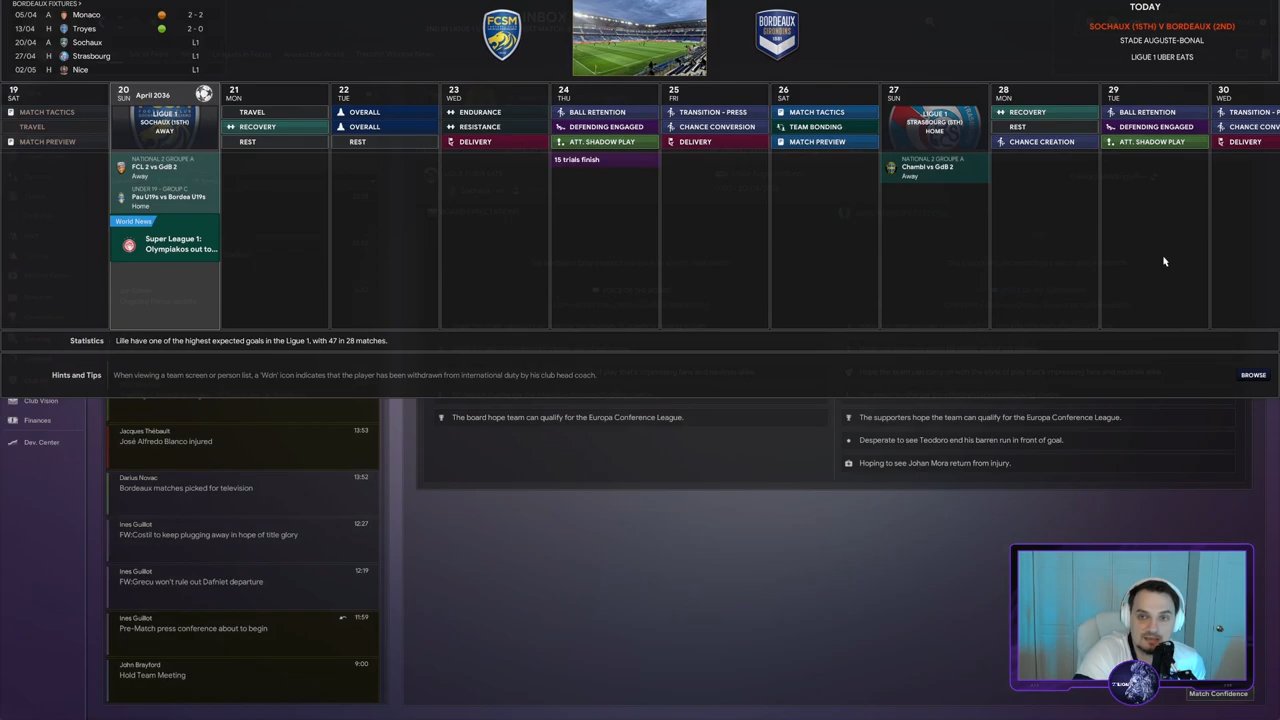 BORDEAUX FIXTURES >
05/04 A Monaco 2 - 2
13/04 H Troyes 2 - 0
20/04 A Sochaux L1
27/04 H Strasbourg L1
02/05 H Nice L1
FCSM
BORDEAUX
GIRONDINS
TODAY
SOCHAUX (15TH) V BORDEAUX (2ND)
STADE AUGUSTE-BONAL
LIGUE 1 UBER EATS
19
SAT
MATCH TACTICS
TRAVEL
MATCH PREVIEW
20
SUN
April 2036
LIGUE 1
SOCHAUX (15TH)
AWAY
NATIONAL 2 GROUPE A
FCL 2 vs GdB 2
Away
UNDER 19 - GROUP C
Pau U19s vs Bordea U19s
Home
World News
Super League 1:
Olympiakos out to...
21
MON
TRAVEL
RECOVERY
REST
22
TUE
OVERALL
OVERALL
REST
23
WED
ENDURANCE
RESISTANCE
DELIVERY
24
THU
BALL RETENTION
DEFENDING ENGAGED
ATT. SHADOW PLAY
15 trials finish
25
FRI
TRANSITION - PRESS
CHANCE CONVERSION
DELIVERY
26
SAT
MATCH TACTICS
TEAM BONDING
MATCH PREVIEW
27
SUN
LIGUE 1
STRASBOURG (5TH)
HOME
NATIONAL 2 GROUPE A
Chambl vs GdB 2
Away
28
MON
RECOVERY
REST
CHANCE CREATION
29
TUE
BALL RETENTION
DEFENDING ENGAGED
ATT. SHADOW PLAY
30
WED
TRANSITION - P
CHANCE CONV
DELIVERY
Statistics Lille have one of the highest expected goals in the Ligue 1, with 47 in 28 matches.
Hints and Tips When viewing a team screen or person list, a 'Wdn' icon indicates that the player has been withdrawn from international duty by his club head coach.
BROWSE
Club Vision
Finances
Dev. Center
Jacques Thébault 13:53
José Alfredo Blanco injured
Darius Novac 13:52
Bordeaux matches picked for television
Ines Guillot 12:27
FW:Costil to keep plugging away in hope of title glory
Ines Guillot 12:19
FW:Grecu won't rule out Dafniet departure
Ines Guillot 11:59
Pre-Match press conference about to begin
John Brayford 9:00
Hold Team Meeting
The board hope team can qualify for the Europa Conference League.
The supporters hope the team can qualify for the Europa Conference League.
Desperate to see Teodoro end his barren run in front of goal.
Hoping to see Johan Mora return from injury.
Match Confidence